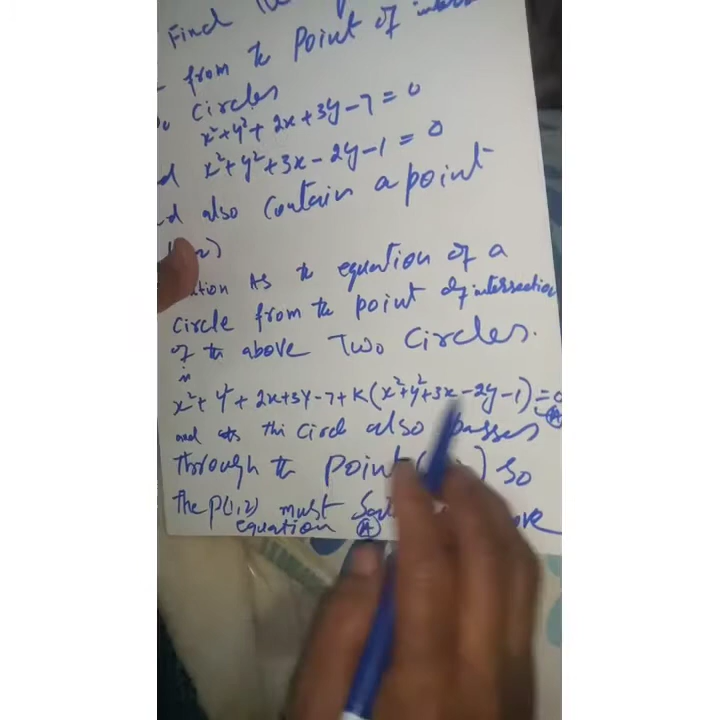 Find
from the Point of
Circles
x²+y²+2x+3y-7=0
x²+y²+3x-2y-1=0
also Contain a point
As the equation of a
Circle from the point of intersection
of the above Two Circles.
is
x²+y²+2x+3y-7+K(x²+y²+3x-2y-1)=0 (A)
and this Circl also passes
Through the Point So
The P(1,2) must
equation (A)